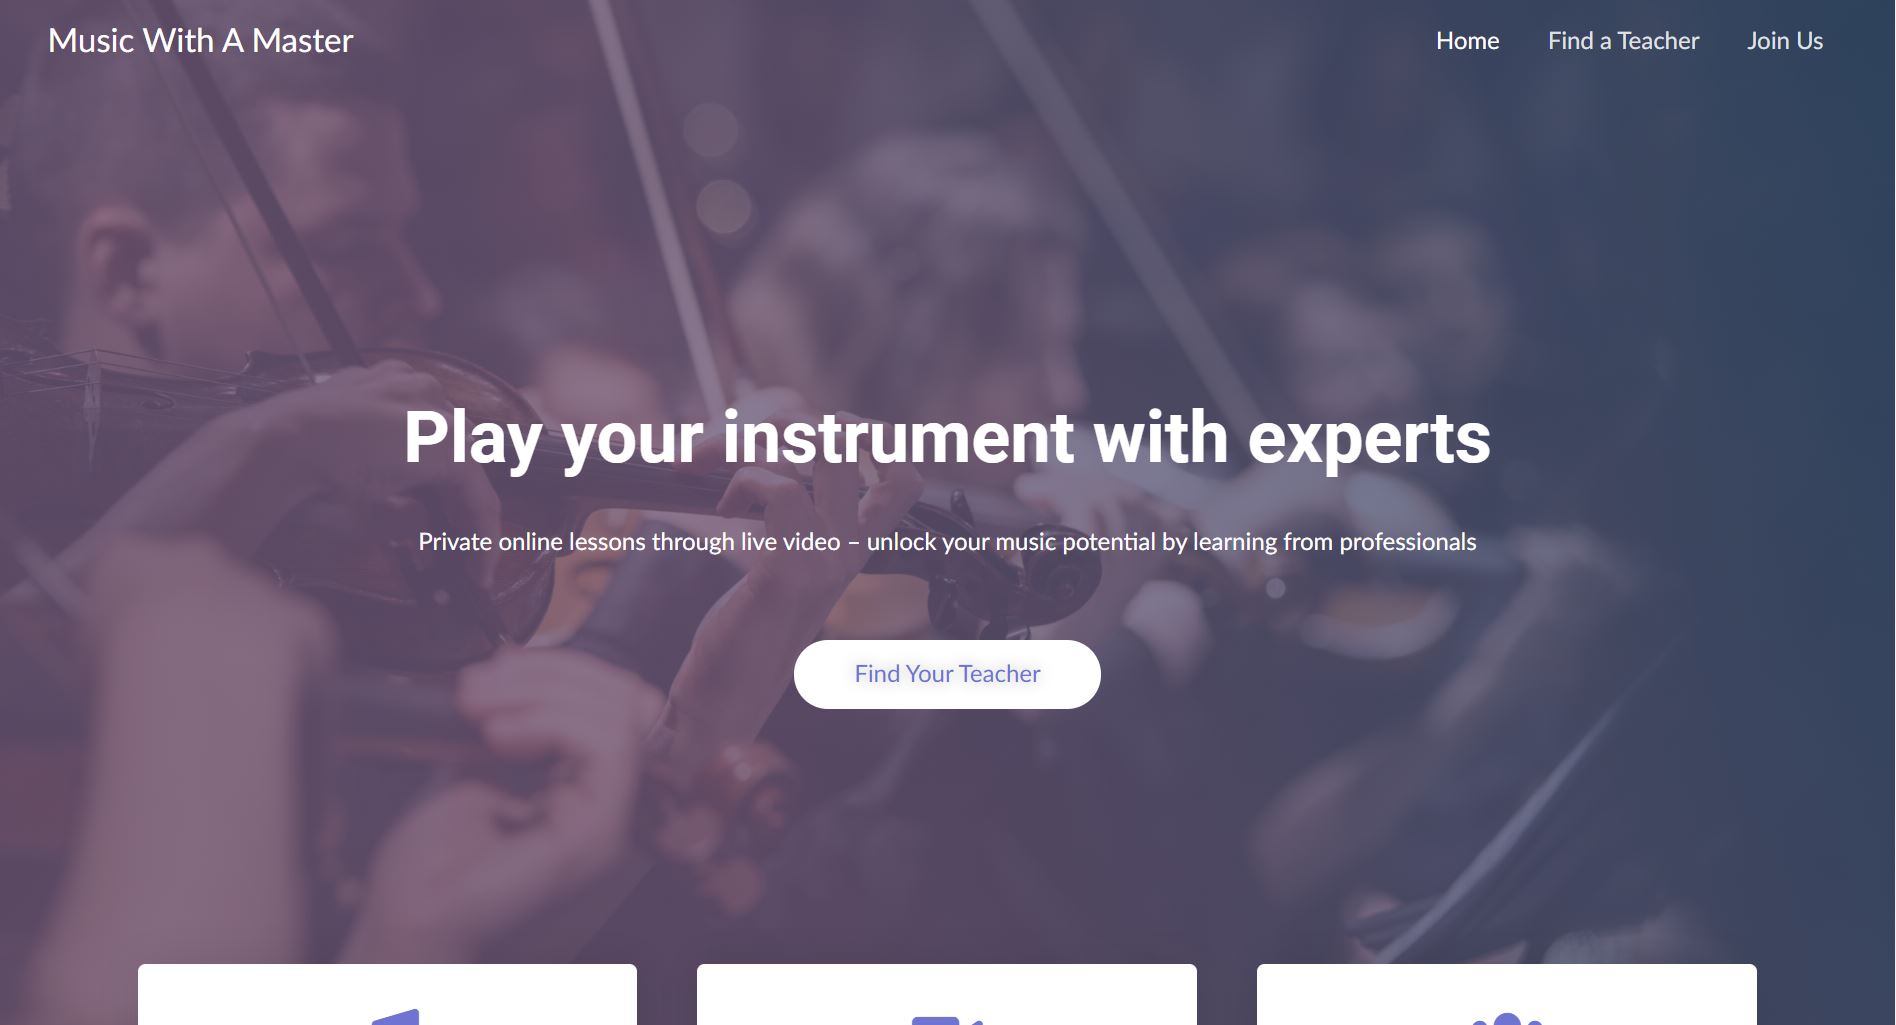 Music With A Master
Home
Find a Teacher
Join Us
Play your instrument with experts
Private online lessons through live video – unlock your music potential by learning from professionals
Find Your Teacher